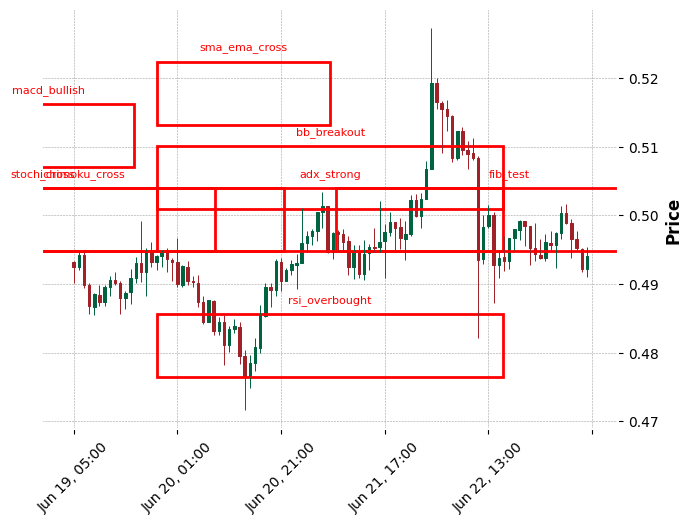 sma_ema_cross
macd_bullish
bb_breakout
ichimoku_cross
adx_strong
fib_test
rsi_overbought
0.52
0.51
0.50
0.49
0.48
0.47
Price
Jun 19, 05:00
Jun 20, 01:00
Jun 20, 21:00
Jun 21, 17:00
Jun 22, 13:00